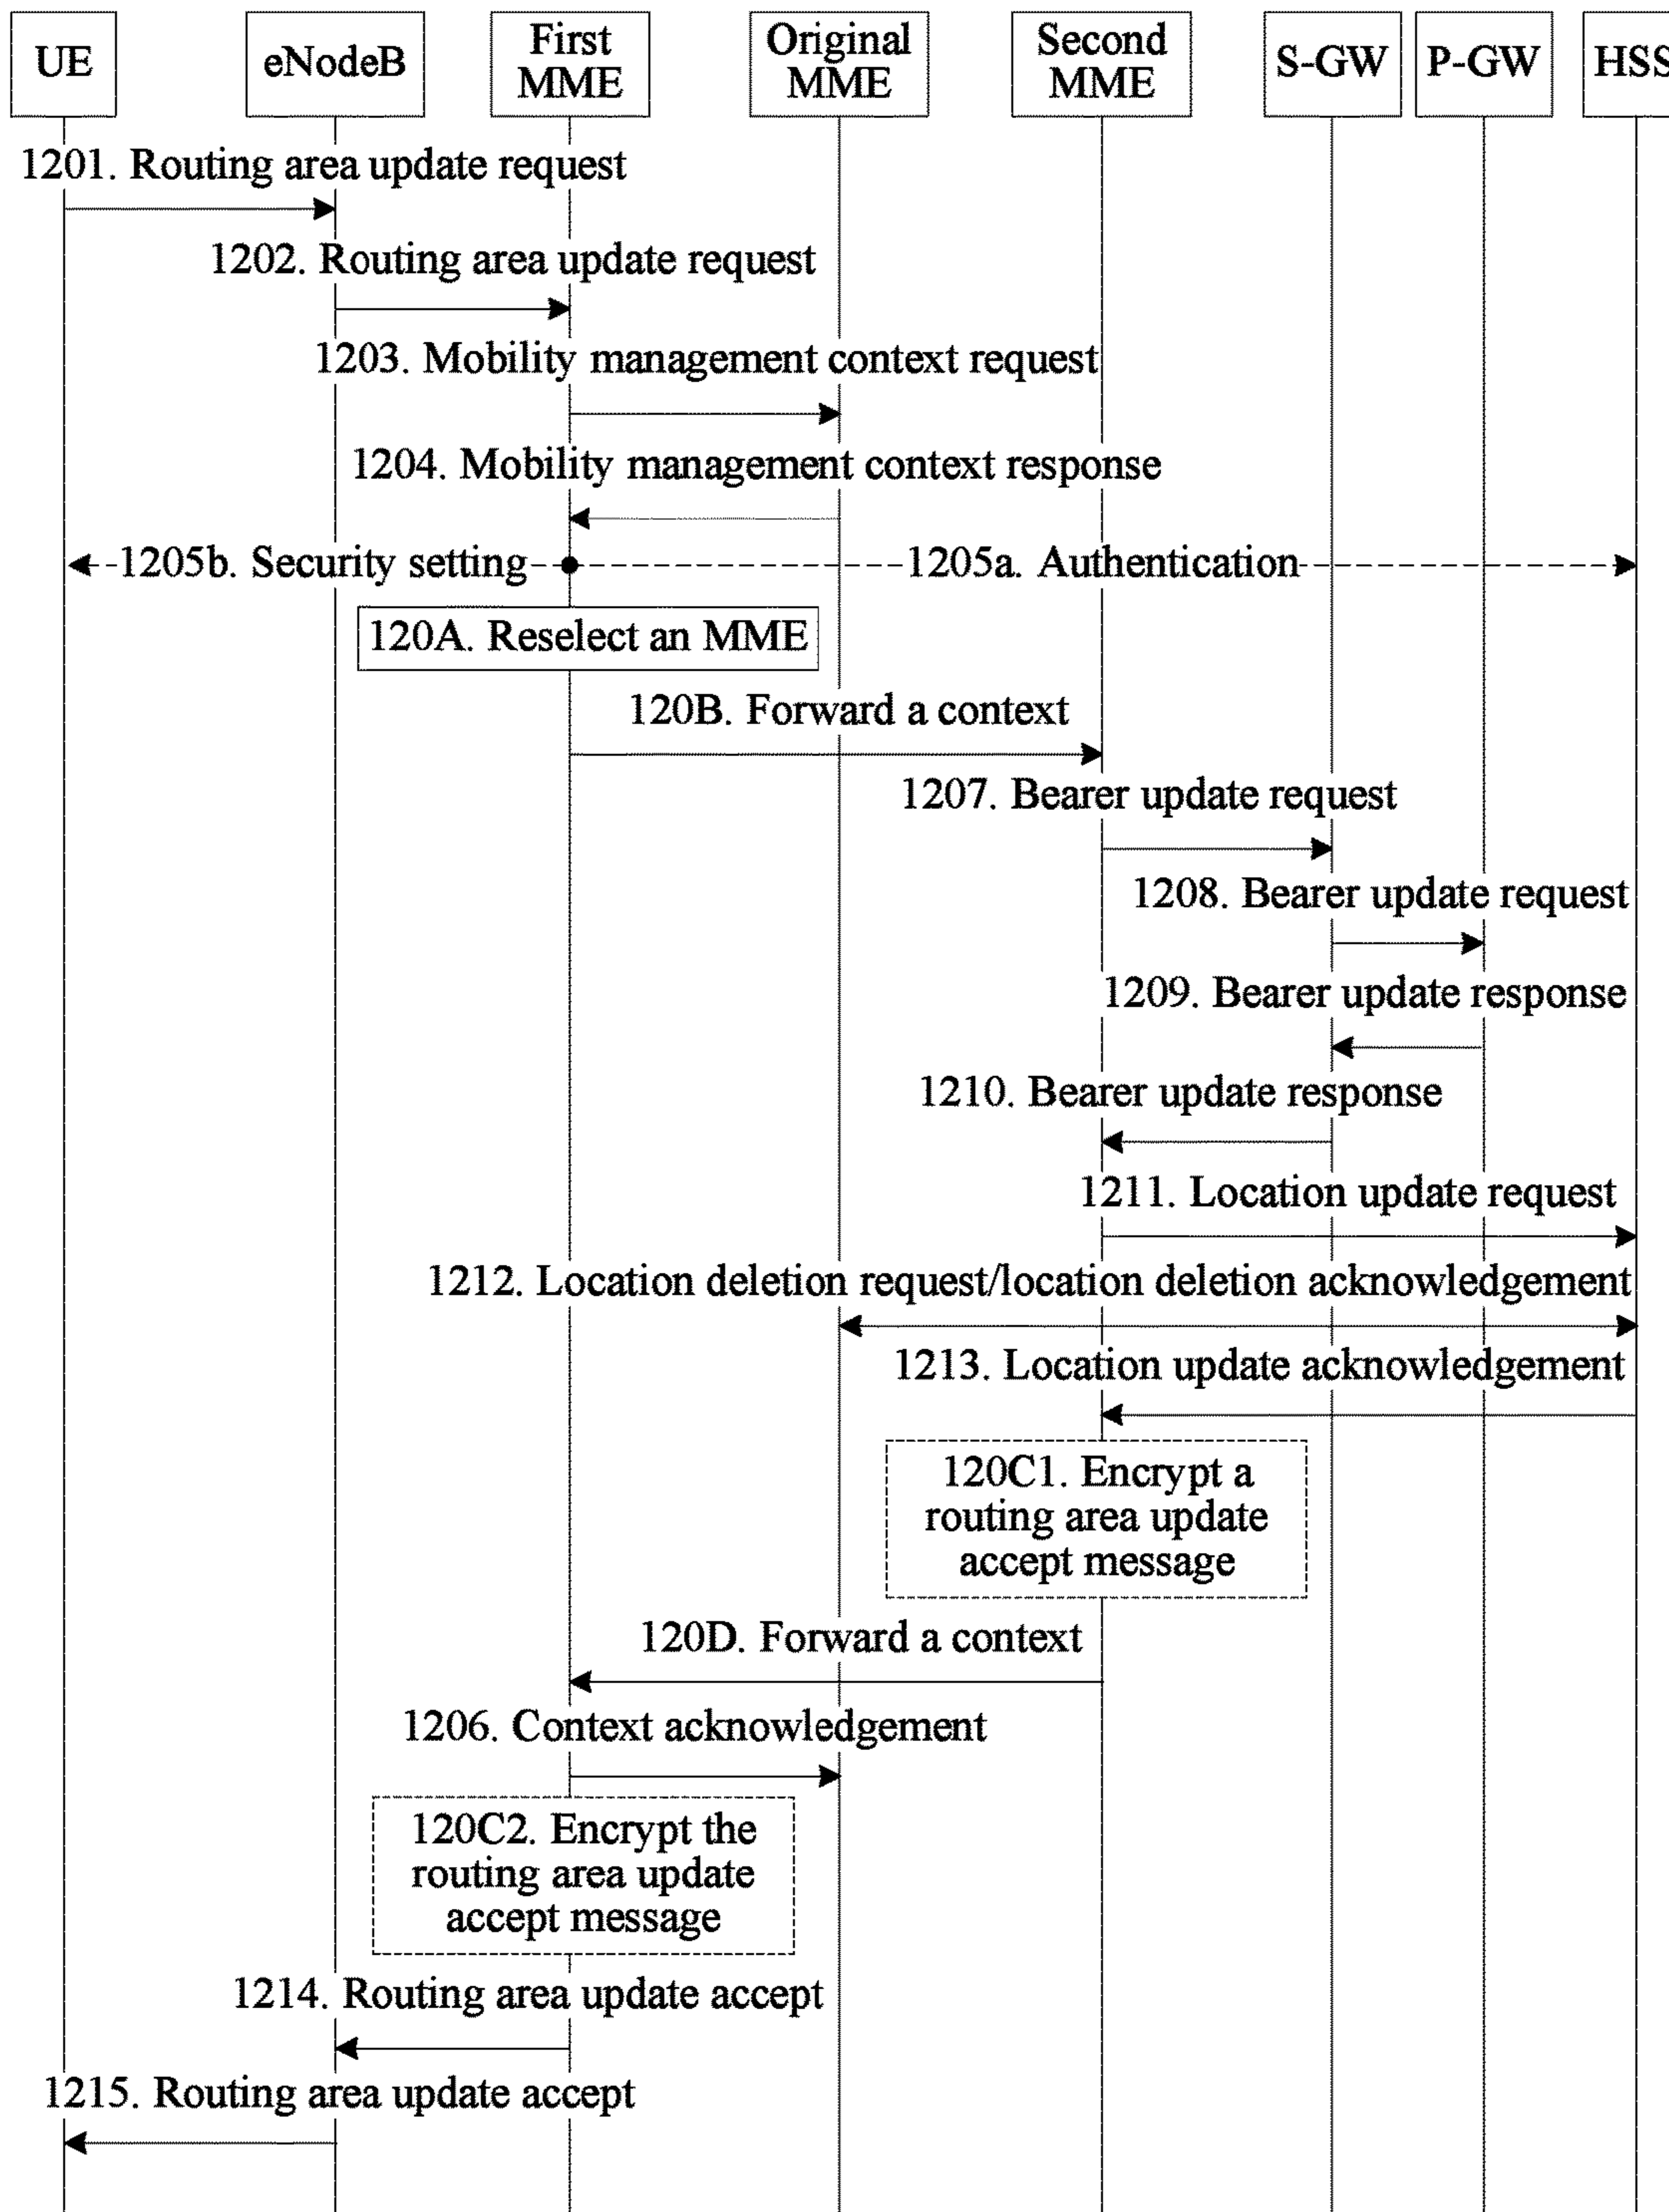 UE
eNodeB
First
MME
Original
MME
Second
MME
S-GW
P-GW
HSS
1201. Routing area update request
1202. Routing area update request
1203. Mobility management context request
1204. Mobility management context response
1205b. Security setting
1205a. Authentication
120A. Reselect an MME
120B. Forward a context
1207. Bearer update request
1208. Bearer update request
1209. Bearer update response
1210. Bearer update response
1211. Location update request
1212. Location deletion request/location deletion acknowledgement
1213. Location update acknowledgement
120C1. Encrypt a
routing area update
accept message
120D. Forward a context
1206. Context acknowledgement
120C2. Encrypt the
routing area update
accept message
1214. Routing area update accept
1215. Routing area update accept